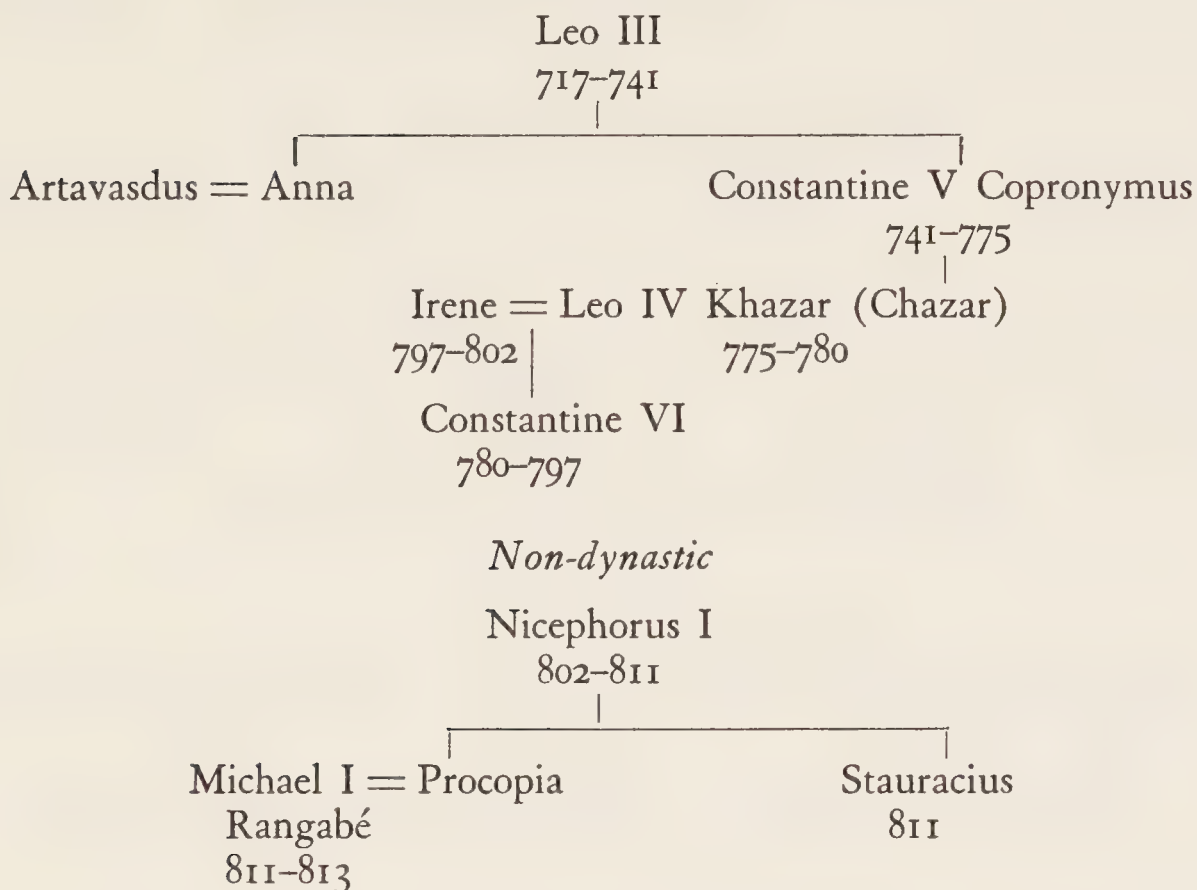 Leo III
717–741
Artavasdus = Anna
Constantine V Copronymus
741–775
Irene = Leo IV Khazar (Chazar)
797–802
775–780
Constantine VI
780–797
Non-dynastic
Nicephorus I
802–811
Michael I = Procopia
Rangabé
811–813
Stauracius
811